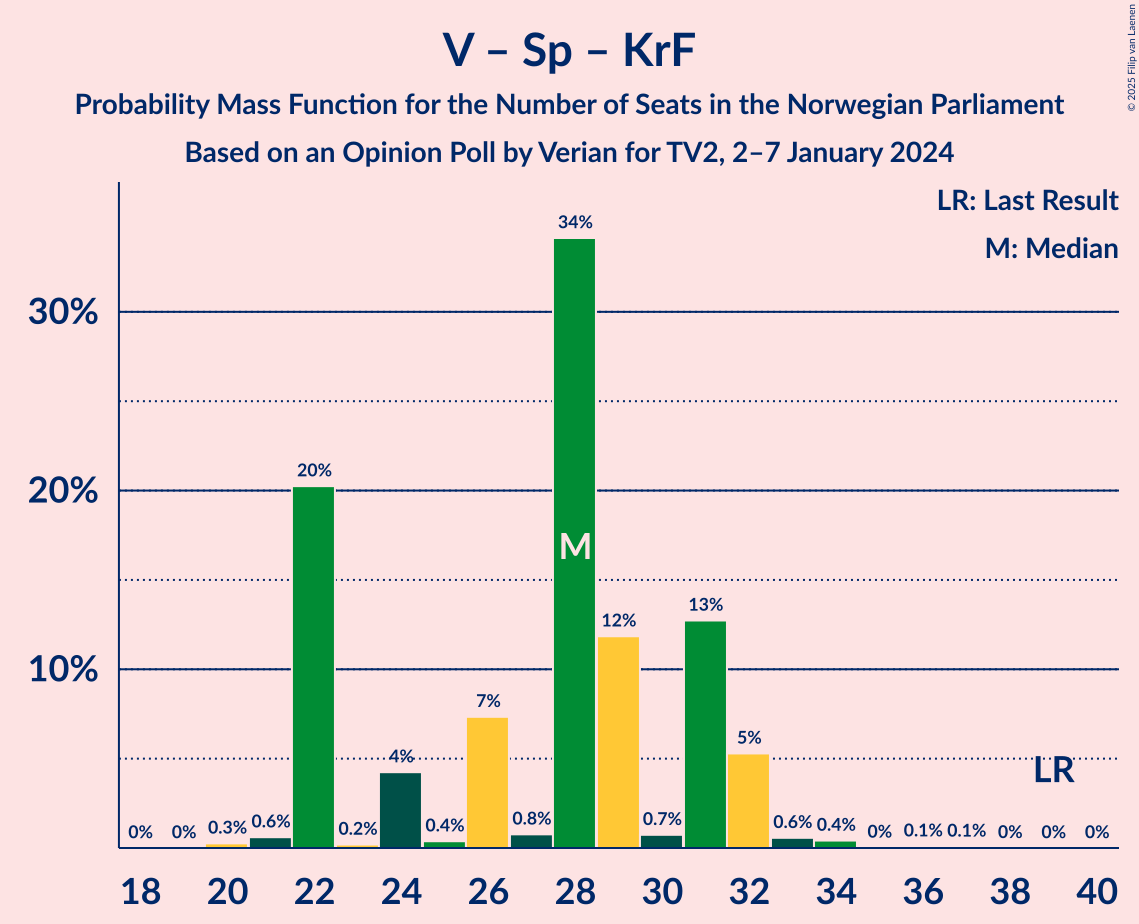 V – Sp – KrF
Probability Mass Function for the Number of Seats in the Norwegian Parliament
Based on an Opinion Poll by Verian for TV2, 2–7 January 2024
© 2025 Filip van Laenen
LR: Last Result
M: Median
30%
20%
10%
0%
0%
0.3%
0.6%
20%
0.2%
4%
0.4%
7%
0.8%
34%
12%
0.7%
13%
5%
0.6%
0.4%
0%
0.1%
0.1%
0%
0%
0%
M
LR
18 20 22 24 26 28 30 32 34 36 38 40